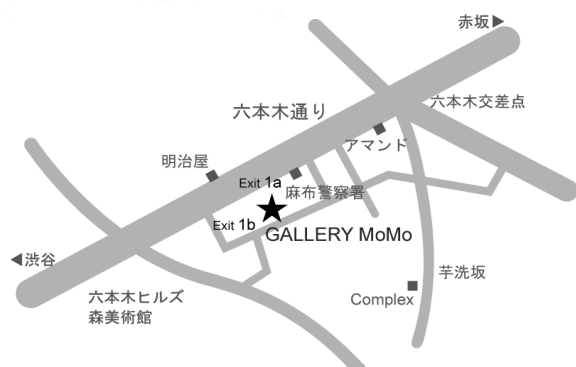 赤坂▶
六本木交差点
六本木通り
アマンド
明治屋
Exit 1a
麻布警察署
Exit 1b
GALLERY MoMo
◀渋谷
芋洗坂
六本木ヒルズ
森美術館
Complex